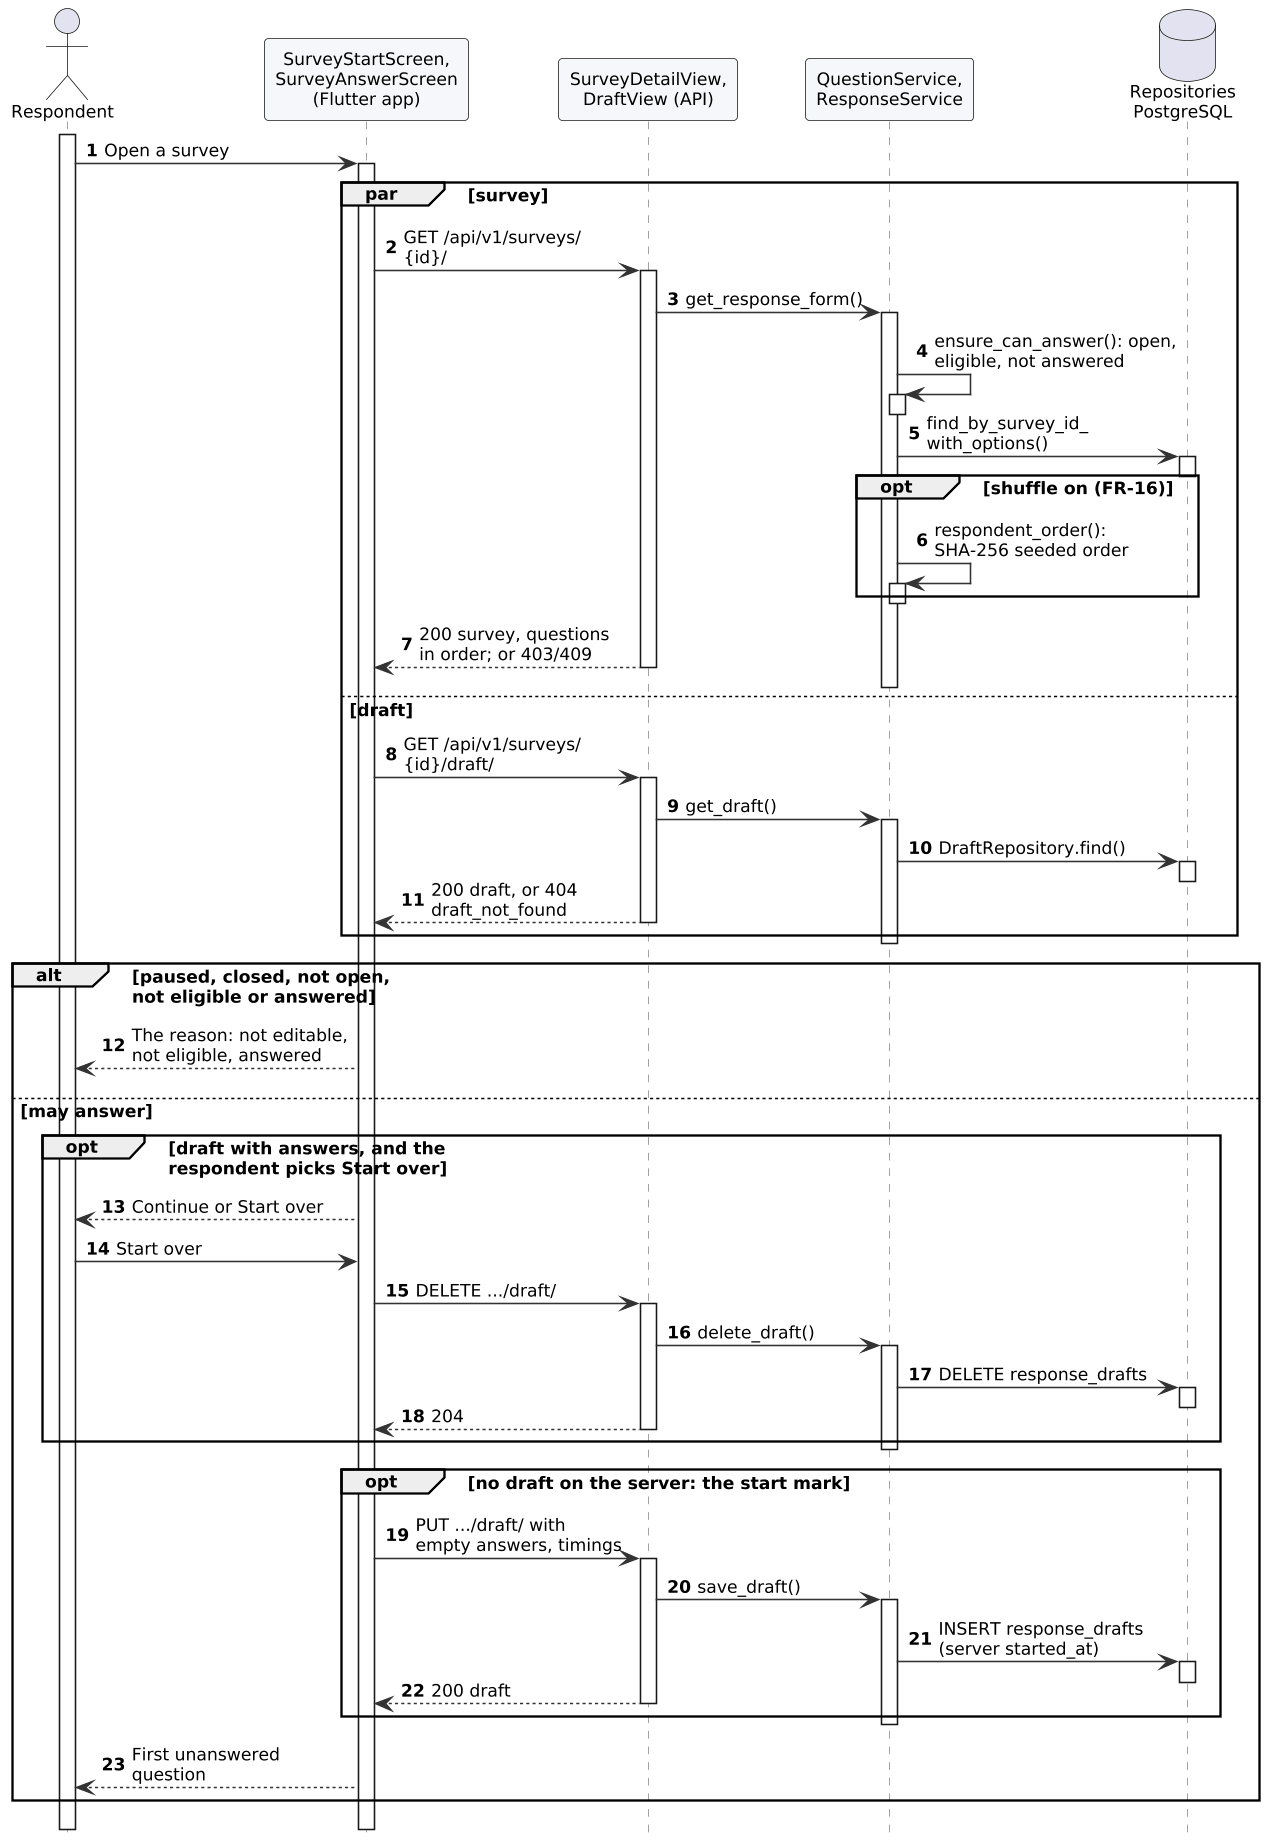 Respondent
SurveyStartScreen,
SurveyAnswerScreen
(Flutter app)
SurveyDetailView,
DraftView (API)
QuestionService,
ResponseService
Repositories
PostgreSQL
1 Open a survey
par [survey]
2 GET /api/v1/surveys/
{id}/
3 get_response_form()
4 ensure_can_answer(): open,
eligible, not answered
5 find_by_survey_id_
with_options()
opt [shuffle on (FR-16)]
6 respondent_order():
SHA-256 seeded order
7 200 survey, questions
in order; or 403/409
[draft]
8 GET /api/v1/surveys/
{id}/draft/
9 get_draft()
10 DraftRepository.find()
11 200 draft, or 404
draft_not_found
alt [paused, closed, not open,
not eligible or answered]
12 The reason: not editable,
not eligible, answered
[may answer]
opt [draft with answers, and the
respondent picks Start over]
13 Continue or Start over
14 Start over
15 DELETE .../draft/
16 delete_draft()
17 DELETE response_drafts
18 204
opt [no draft on the server: the start mark]
19 PUT .../draft/ with
empty answers, timings
20 save_draft()
21 INSERT response_drafts
(server started_at)
22 200 draft
23 First unanswered
question